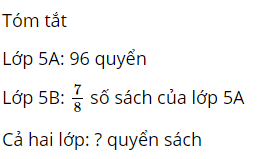 Tóm tắt
Lớp 5A: 96 quyển
Lớp 5B: 7/8 số sách của lớp 5A
Cả hai lớp: ? quyển sách